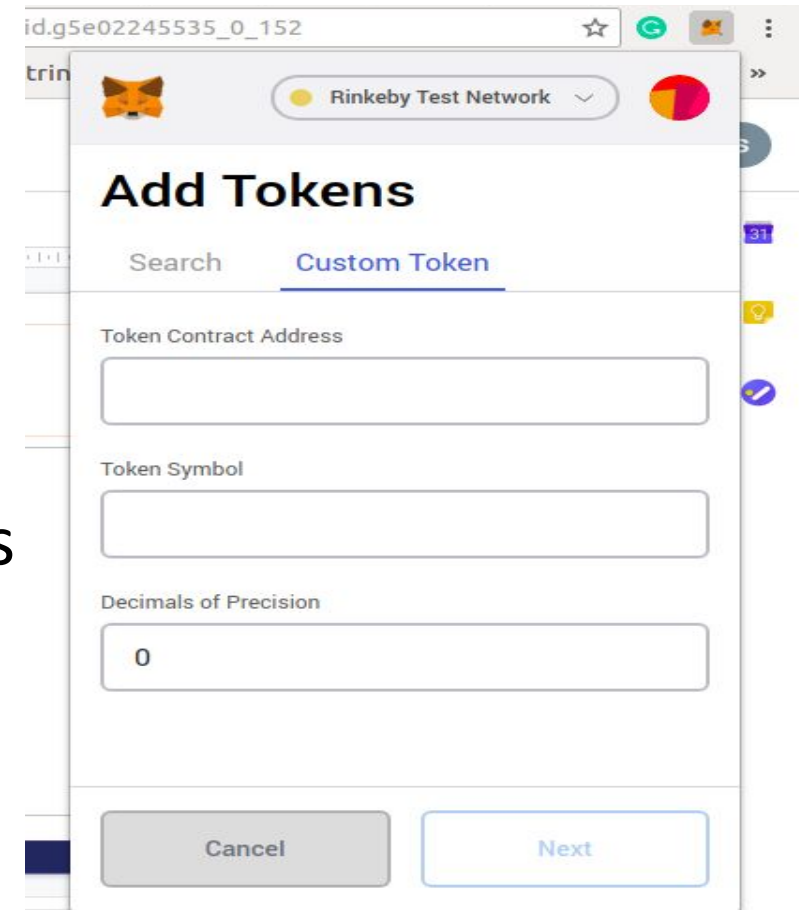 id.g5e02245535_0_152
trin
Rinkeby Test Network
»
S
Add Tokens
31
Search Custom Token
Token Contract Address
Token Symbol
s
Decimals of Precision
0
Cancel Next